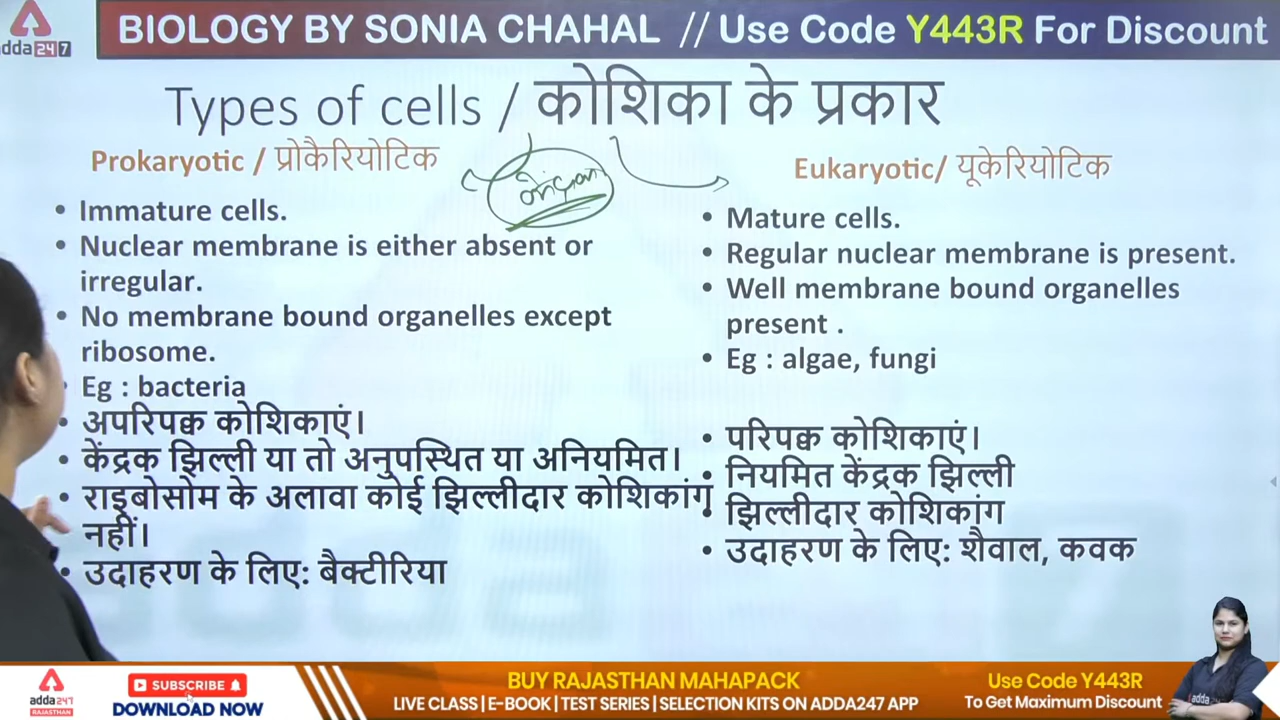 BIOLOGY BY SONIA CHAHAL // Use Code Y443R For Discount
adda247
Types of cells / कोशिका के प्रकार
Prokaryotic / प्रोकैरियोटिक
Immature cells.
Nuclear membrane is either absent or
irregular.
No membrane bound organelles except
ribosome.
Eg : bacteria
अपरिपक्व कोशिकाएं।
केंद्रक झिल्ली या तो अनुपस्थित या अनियमित।
राइबोसोम के अलावा कोई झिल्लीदार कोशिकांग
नहीं।
उदाहरण के लिए: बैक्टीरिया
Eukaryotic/ यूकेरियोटिक
Mature cells.
Regular nuclear membrane is present.
Well membrane bound organelles
present .
Eg : algae, fungi
परिपक्व कोशिकाएं।
नियमित केंद्रक झिल्ली
झिल्लीदार कोशिकांग
उदाहरण के लिए: शैवाल, कवक
adda247
RAJASTHAN
SUBSCRIBE
DOWNLOAD NOW
BUY RAJASTHAN MAHAPACK
LIVE CLASS | E-BOOK | TEST SERIES | SELECTION KITS ON ADDA247 APP
Use Code Y443R
To Get Maximum Discount
adda